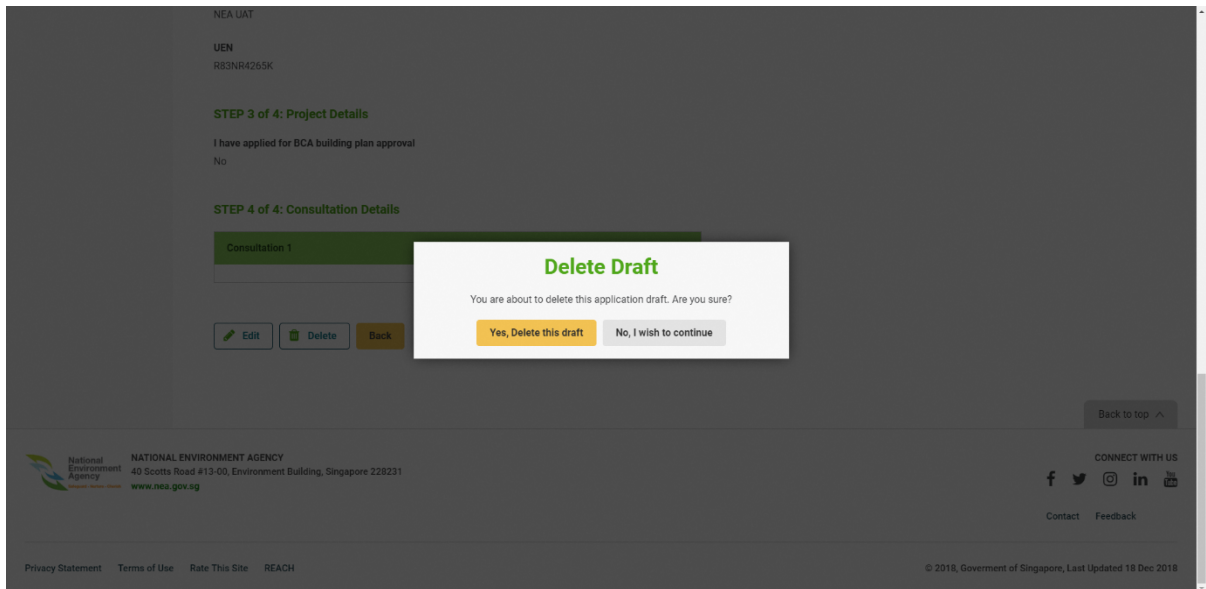 NEA UAT
UEN
R83NR4265K
STEP 3 of 4: Project Details
I have applied for BCA building plan approval
No
STEP 4 of 4: Consultation Details
Consultation 1
Delete Draft
You are about to delete this application draft. Are you sure?
Yes, Delete this draft
No, I wish to continue
Edit
Delete
Back
Back to top
National
Environment
Agency
NATIONAL ENVIRONMENT AGENCY
40 Scotts Road #13-00, Environment Building, Singapore 228231
www.nea.gov.sg
CONNECT WITH US
Contact Feedback
Privacy Statement Terms of Use Rate This Site REACH
© 2018, Goverment of Singapore, Last Updated 18 Dec 2018